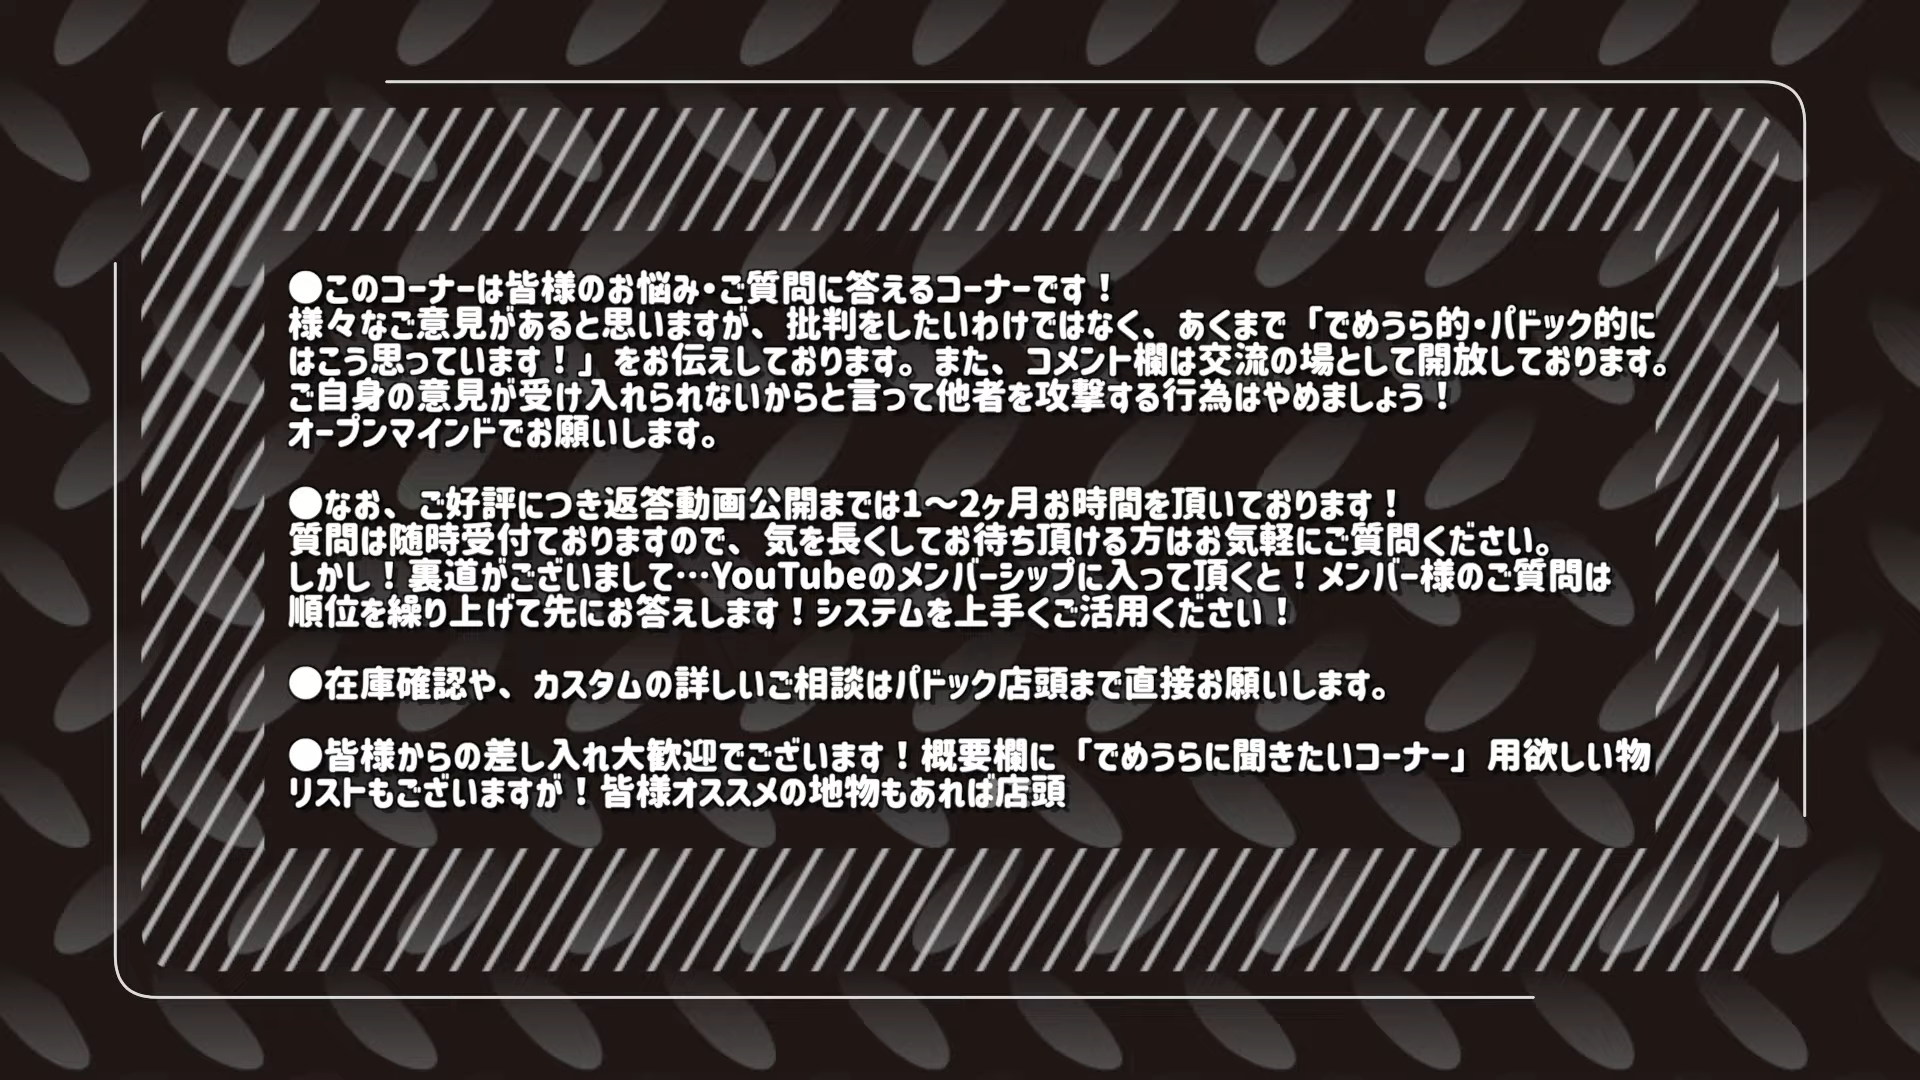 ●このコーナーは皆様のお悩み・ご質問に答えるコーナーです！
様々なご意見があると思いますが、批判をしたいわけではなく、あくまで「でめうら的・パドック的に
はこう思っています！」をお伝えしております。また、コメント欄は交流の場として開放しております。
ご自身の意見が受け入れられないからと言って他者を攻撃する行為はやめましょう！
オープンマインドでお願いします。
●なお、ご好評につき返答動画公開までは1〜2ヶ月お時間を頂いております！
質問は随時受付ておりますので、気を長くしてお待ち頂ける方はお気軽にご質問ください。
しかし！裏道がございまして…YouTubeのメンバーシップに入って頂くと！メンバー様のご質問は
順位を繰り上げて先にお答えします！システムを上手くご活用ください！
●在庫確認や、カスタムの詳しいご相談はパドック店頭まで直接お願いします。
●皆様からの差し入れ大歓迎でございます！概要欄に「でめうらに聞きたいコーナー」用欲しい物
リストもございますが！皆様オススメの地物もあれば店頭